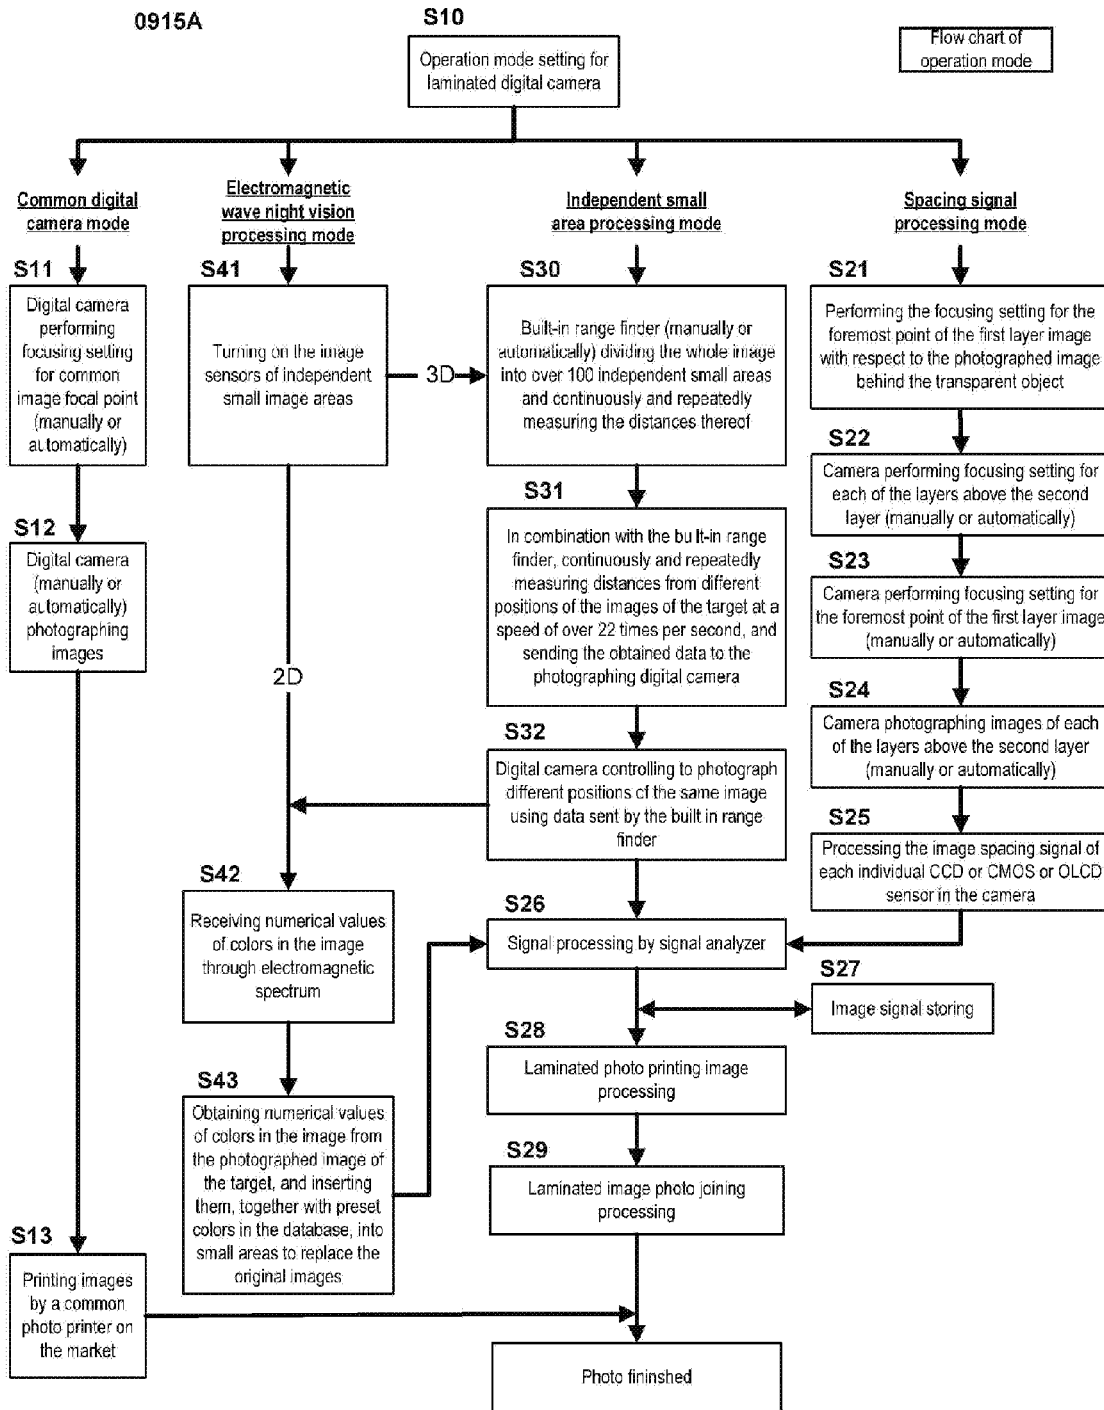 0915A
S10
Operation mode setting for
laminated digital camera
Flow chart of
operation mode
Common digital
camera mode
Electromagnetic
wave night vision
processing mode
Independent small
area processing mode
Spacing signal
processing mode
S11
Digital camera
performing
focusing setting
for common
image focal point
(manually or
automatically)
S41
Turning on the image
sensors of independent
small image areas
3D
S30
Built-in range finder (manually or
automatically) dividing the whole image
into over 100 independent small areas
and continuously and repeatedly
measuring the distances thereof
S21
Performing the focusing setting for the
foremost point of the first layer image
with respect to the photographed image
behind the transparent object
S22
Camera performing focusing setting for
each of the layers above the second
layer (manually or automatically)
S31
In combination with the built-in range
finder, continuously and repeatedly
measuring distances from different
positions of the images of the target at a
speed of over 22 times per second, and
sending the obtained data to the
photographing digital camera
S12
Digital camera
(manually or
automatically)
photographing
images
S23
Camera performing focusing setting for
the foremost point of the first layer image
(manually or automatically)
2D
S24
Camera photographing images of each
of the layers above the second layer
(manually or automatically)
S32
Digital camera controlling to photograph
different positions of the same image
using data sent by the built in range
finder
S25
Processing the image spacing signal of
each individual CCD or CMOS or OLCD
sensor in the camera
S42
Receiving numerical values
of colors in the image
through electromagnetic
spectrum
S26
Signal processing by signal analyzer
S27
Image signal storing
S28
Laminated photo printing image
processing
S43
Obtaining numerical values
of colors in the image from
the photographed image of
the target, and inserting
them, together with preset
colors in the database, into
small areas to replace the
original images
S29
Laminated image photo joining
processing
S13
Printing images
by a common
photo printer on
the market
Photo fininshed